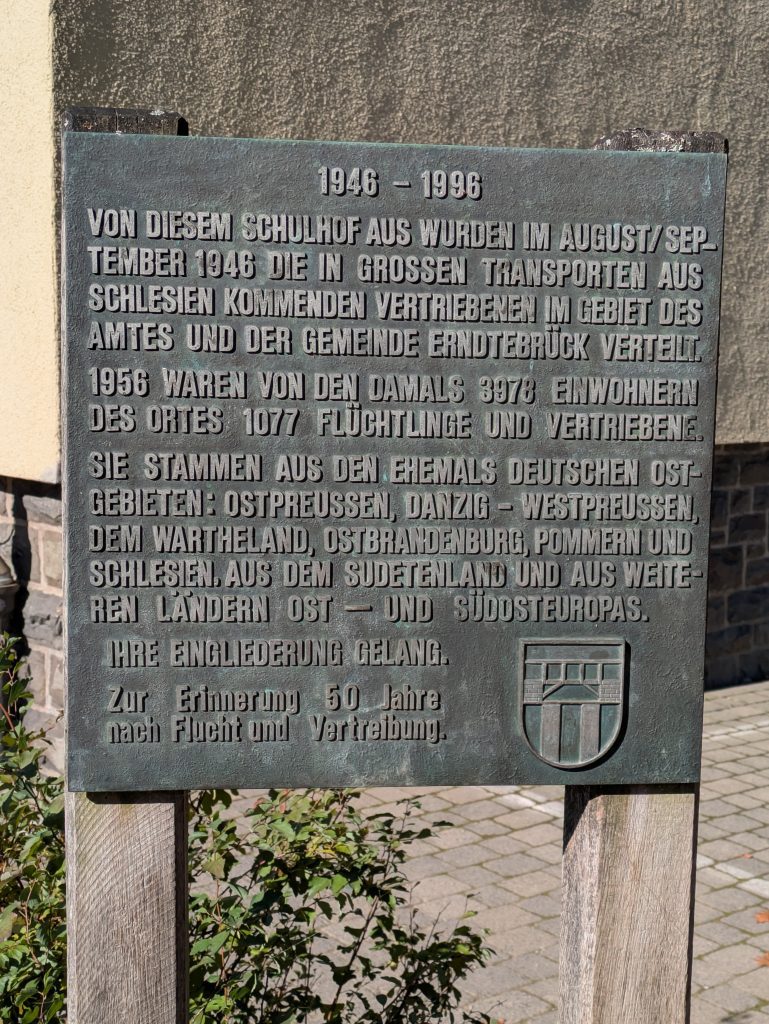 1946 – 1996
VON DIESEM SCHULHOF AUS WURDEN IM AUGUST/SEP-
TEMBER 1946 DIE IN GROSSEN TRANSPORTEN AUS
SCHLESIEN KOMMENDEN VERTRIEBENEN IM GEBIET DES
AMTES UND DER GEMEINDE ERNDTEBRÜCK VERTEILT.
1956 WAREN VON DEN DAMALS 3978 EINWOHNERN
DES ORTES 1077 FLÜCHTLINGE UND VERTRIEBENE.
SIE STAMMEN AUS DEN EHEMALS DEUTSCHEN OST-
GEBIETEN: OSTPREUSSEN, DANZIG – WESTPREUSSEN,
DEM WARTHELAND, OSTBRANDENBURG, POMMERN UND
SCHLESIEN. AUS DEM SUDETENLAND UND AUS WEITE-
REN LÄNDERN OST – UND SÜDOSTEUROPAS.
IHRE EINGLIEDERUNG GELANG.
Zur Erinnerung 50 Jahre
nach Flucht und Vertreibung.